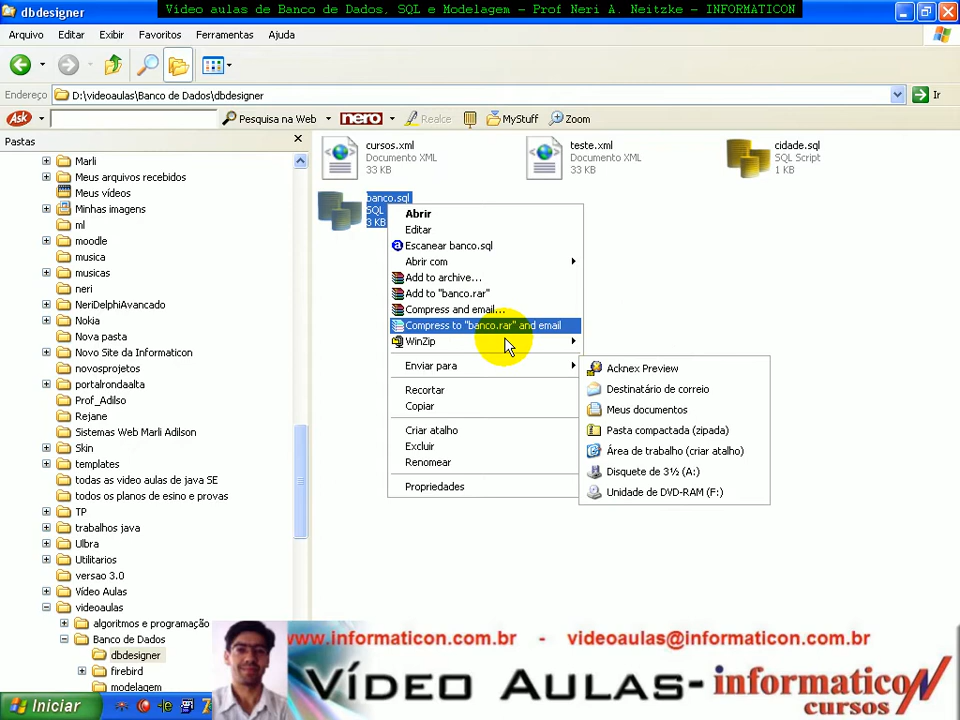 Vídeo aulas de Banco de Dados, SQL e Modelagem - Prof Neri A. Neitzke - INFORMATICON
dbdesigner
Arquivo Editar Exibir Favoritos Ferramentas Ajuda
Endereço D:\videoaulas\Banco de Dados\dbdesigner Ir
Ask Pesquisa na Web nero Realce MyStuff Zoom
Pastas
Marli
Meus arquivos recebidos
Meus vídeos
Minhas imagens
ml
moodle
musica
musicas
neri
NeriDelphiAvancado
Nokia
Nova pasta
Novo Site da Informaticon
novosprojetos
portalrondaalta
Prof_Adilso
Rejane
Sistemas Web Marli Adilson
Skin
templates
todas as video aulas de java SE
todos os planos de esino e provas
TP
trabalhos java
Ulbra
Utilitarios
versao 3.0
Vídeo Aulas
videoaulas
algoritmos e programação
Banco de Dados
dbdesigner
firebird
modelagem
cursos.xml
Documento XML
33 KB
teste.xml
Documento XML
33 KB
cidade.sql
SQL Script
1 KB
banco.sql
SQL
3 KB
Abrir
Editar
Escanear banco.sql
Abrir com
Add to archive...
Add to "banco.rar"
Compress and email...
Compress to "banco.rar" and email
WinZip
Enviar para
Recortar
Copiar
Criar atalho
Excluir
Renomear
Propriedades
Acknex Preview
Destinatário de correio
Meus documentos
Pasta compactada (zipada)
Área de trabalho (criar atalho)
Disquete de 3½ (A:)
Unidade de DVD-RAM (F:)
www.informaticon.com.br - videoaulas@informaticon.com.br
Vídeo Aulas- informaticon
cursos
Iniciar